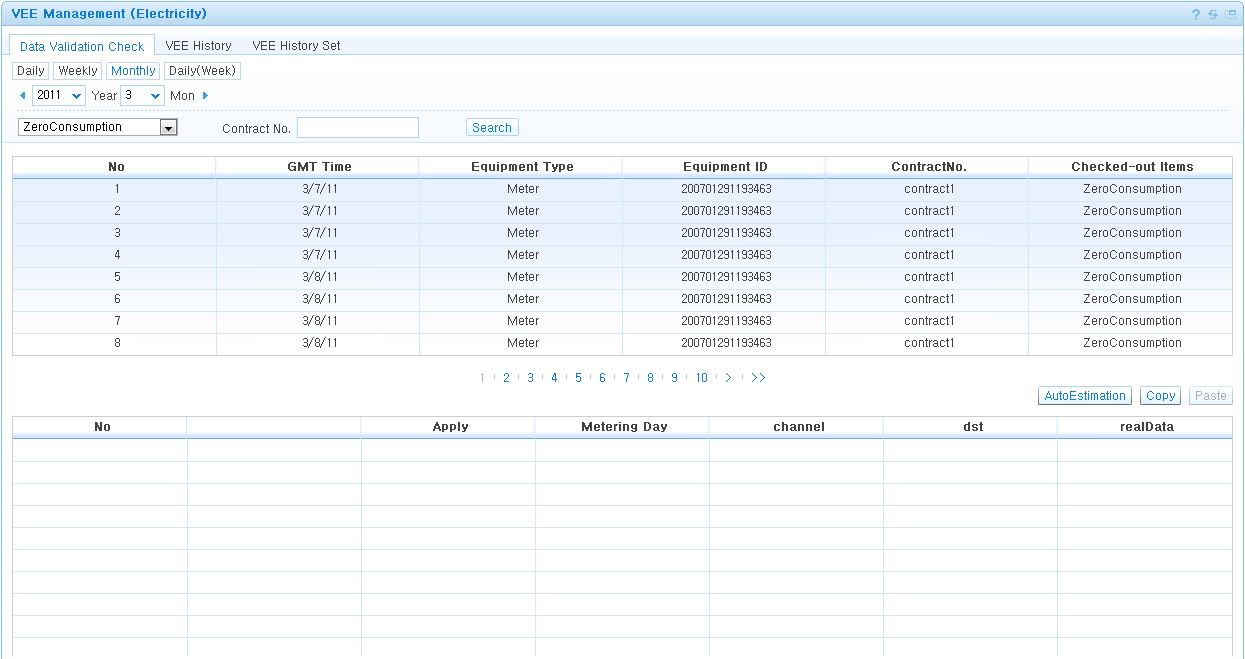 VEE Management (Electricity)
?
Data Validation Check VEE History VEE History Set
Daily Weekly Monthly Daily(Week)
2011 Year 3 Mon
ZeroConsumption Contract No. Search
No GMT Time Equipment Type Equipment ID ContractNo. Checked-out Items
1 3/7/11 Meter 200701291193463 contract1 ZeroConsumption
2 3/7/11 Meter 200701291193463 contract1 ZeroConsumption
3 3/7/11 Meter 200701291193463 contract1 ZeroConsumption
4 3/7/11 Meter 200701291193463 contract1 ZeroConsumption
5 3/8/11 Meter 200701291193463 contract1 ZeroConsumption
6 3/8/11 Meter 200701291193463 contract1 ZeroConsumption
7 3/8/11 Meter 200701291193463 contract1 ZeroConsumption
8 3/8/11 Meter 200701291193463 contract1 ZeroConsumption
1 2 3 4 5 6 7 8 9 10 > >>
AutoEstimation Copy Paste
No Apply Metering Day channel dst realData